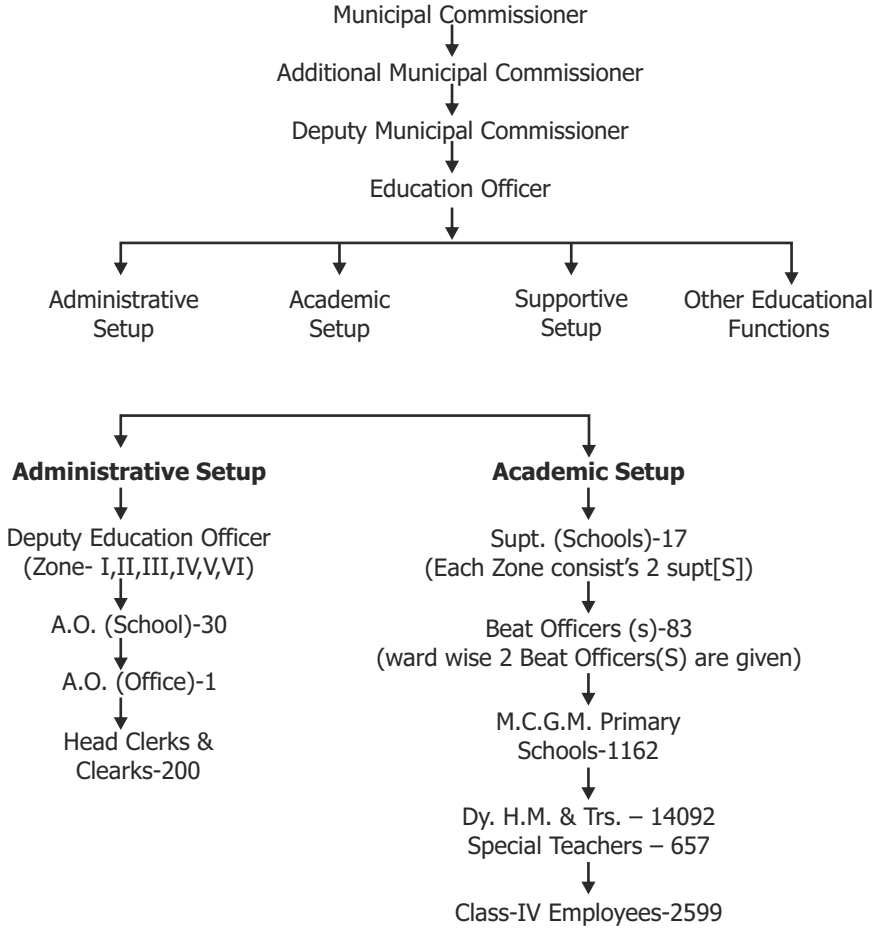 Municipal Commissioner
Additional Municipal Commissioner
Deputy Municipal Commissioner
Education Officer
Administrative
Setup
Academic
Setup
Supportive
Setup
Other Educational
Functions
Administrative Setup
Deputy Education Officer
(Zone- I,II,III,IV,V,VI)
A.O. (School)-30
A.O. (Office)-1
Head Clerks &
Clearks-200
Academic Setup
Supt. (Schools)-17
(Each Zone consist's 2 supt[S])
Beat Officers (s)-83
(ward wise 2 Beat Officers(S) are given)
M.C.G.M. Primary
Schools-1162
Dy. H.M. & Trs. – 14092
Special Teachers – 657
Class-IV Employees-2599